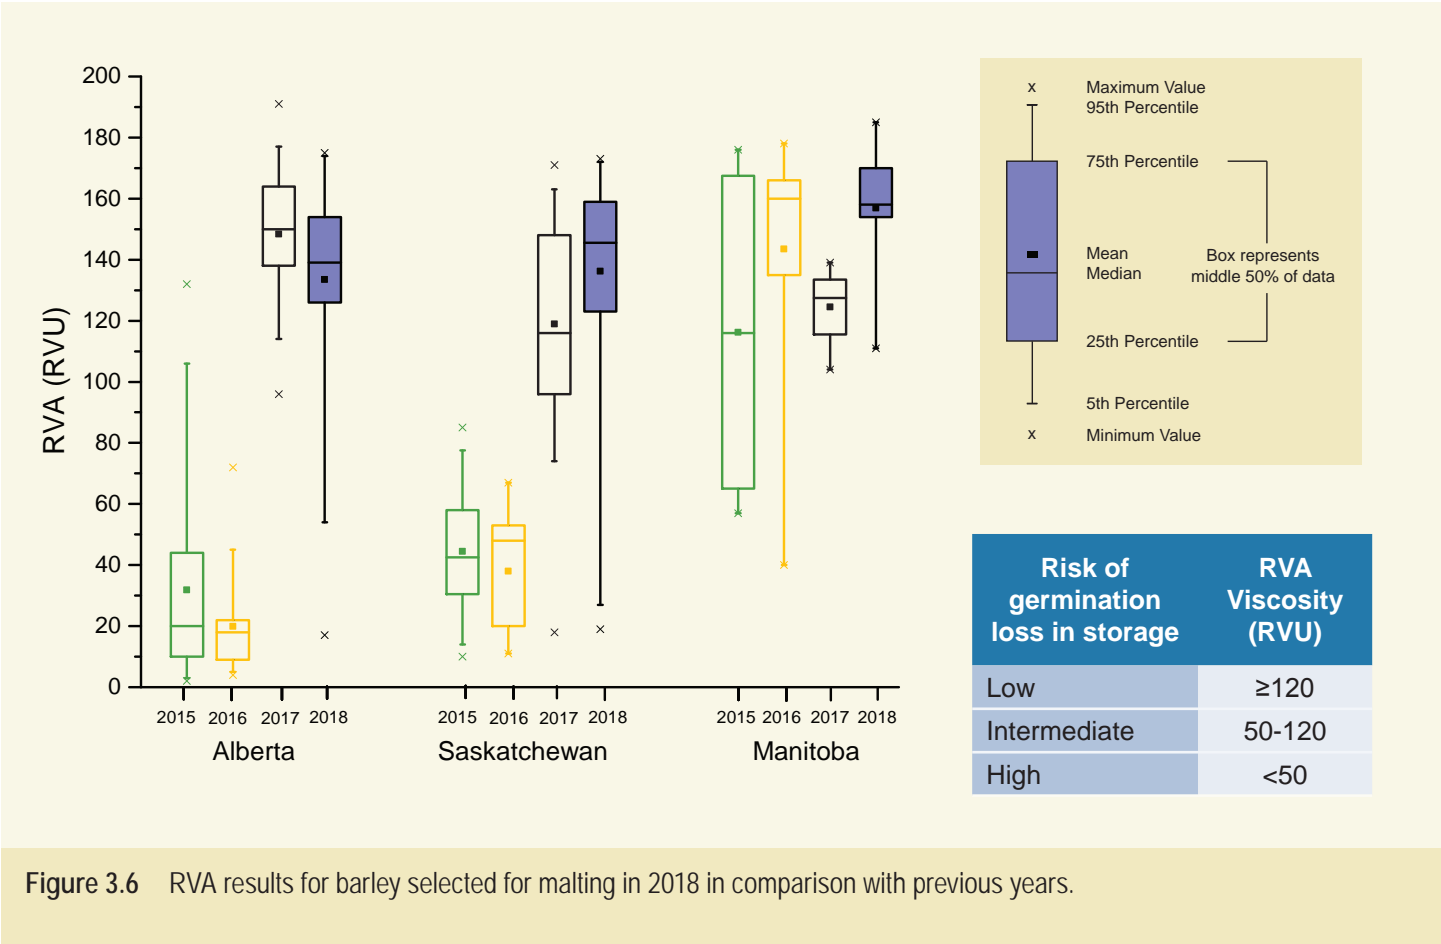 200
180
160
140
120
100
80
60
40
20
0
RVA (RVU)
2015 2016 2017 2018
Alberta
2015 2016 2017 2018
Saskatchewan
2015 2016 2017 2018
Manitoba
x Maximum Value
95th Percentile
75th Percentile
Mean
Median
Box represents
middle 50% of data
25th Percentile
5th Percentile
x Minimum Value
Risk of
germination
loss in storage
RVA
Viscosity
(RVU)
Low ≥120
Intermediate 50-120
High <50
Figure 3.6 RVA results for barley selected for malting in 2018 in comparison with previous years.